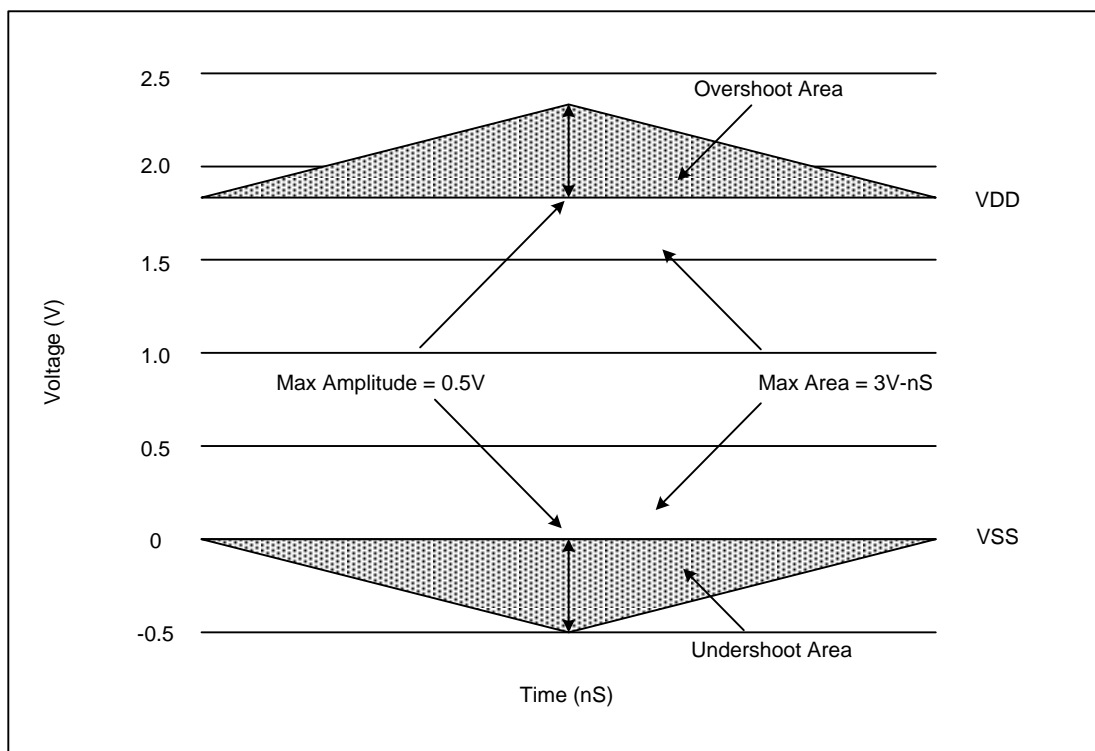 2.5
Overshoot Area
2.0
VDD
1.5
Voltage (V)
1.0
Max Amplitude = 0.5V
Max Area = 3V-nS
0.5
0
VSS
-0.5
Undershoot Area
Time (nS)